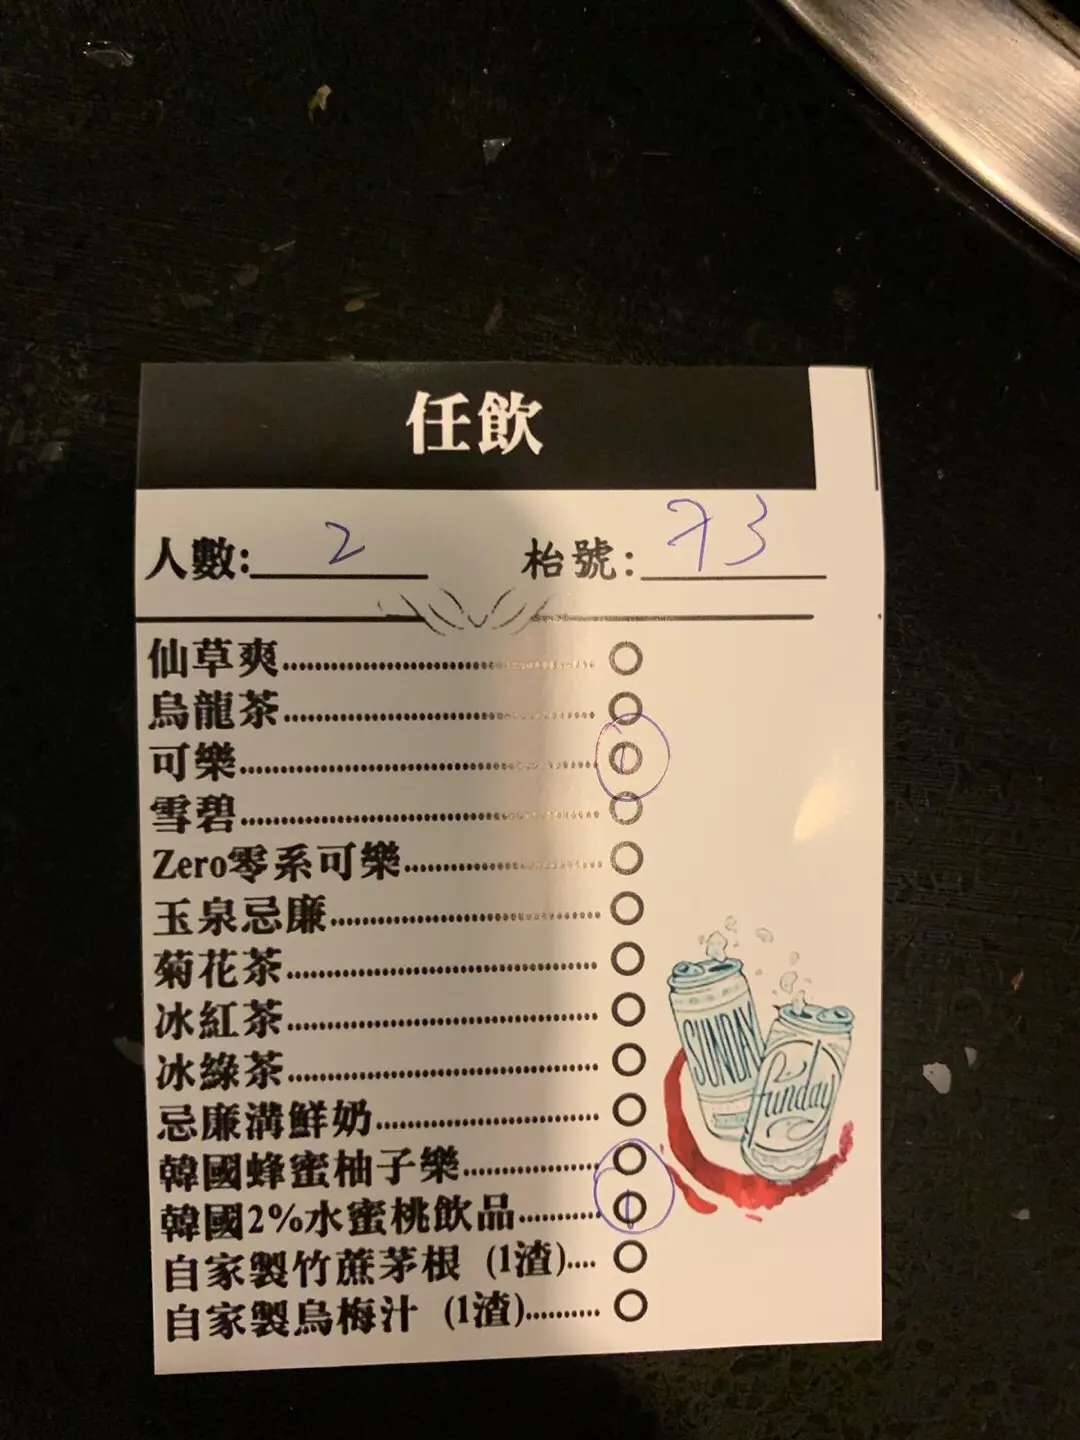 任飲
人數: 2 枱號: 73
仙草爽
烏龍茶
可樂 1
雪碧
Zero零系可樂
玉泉忌廉
菊花茶
冰紅茶
冰綠茶
忌廉溝鮮奶
韓國蜂蜜柚子樂
韓國2%水蜜桃飲品 1
自家製竹蔗茅根 (1渣)
自家製烏梅汁 (1渣)
SUNDAY
funday